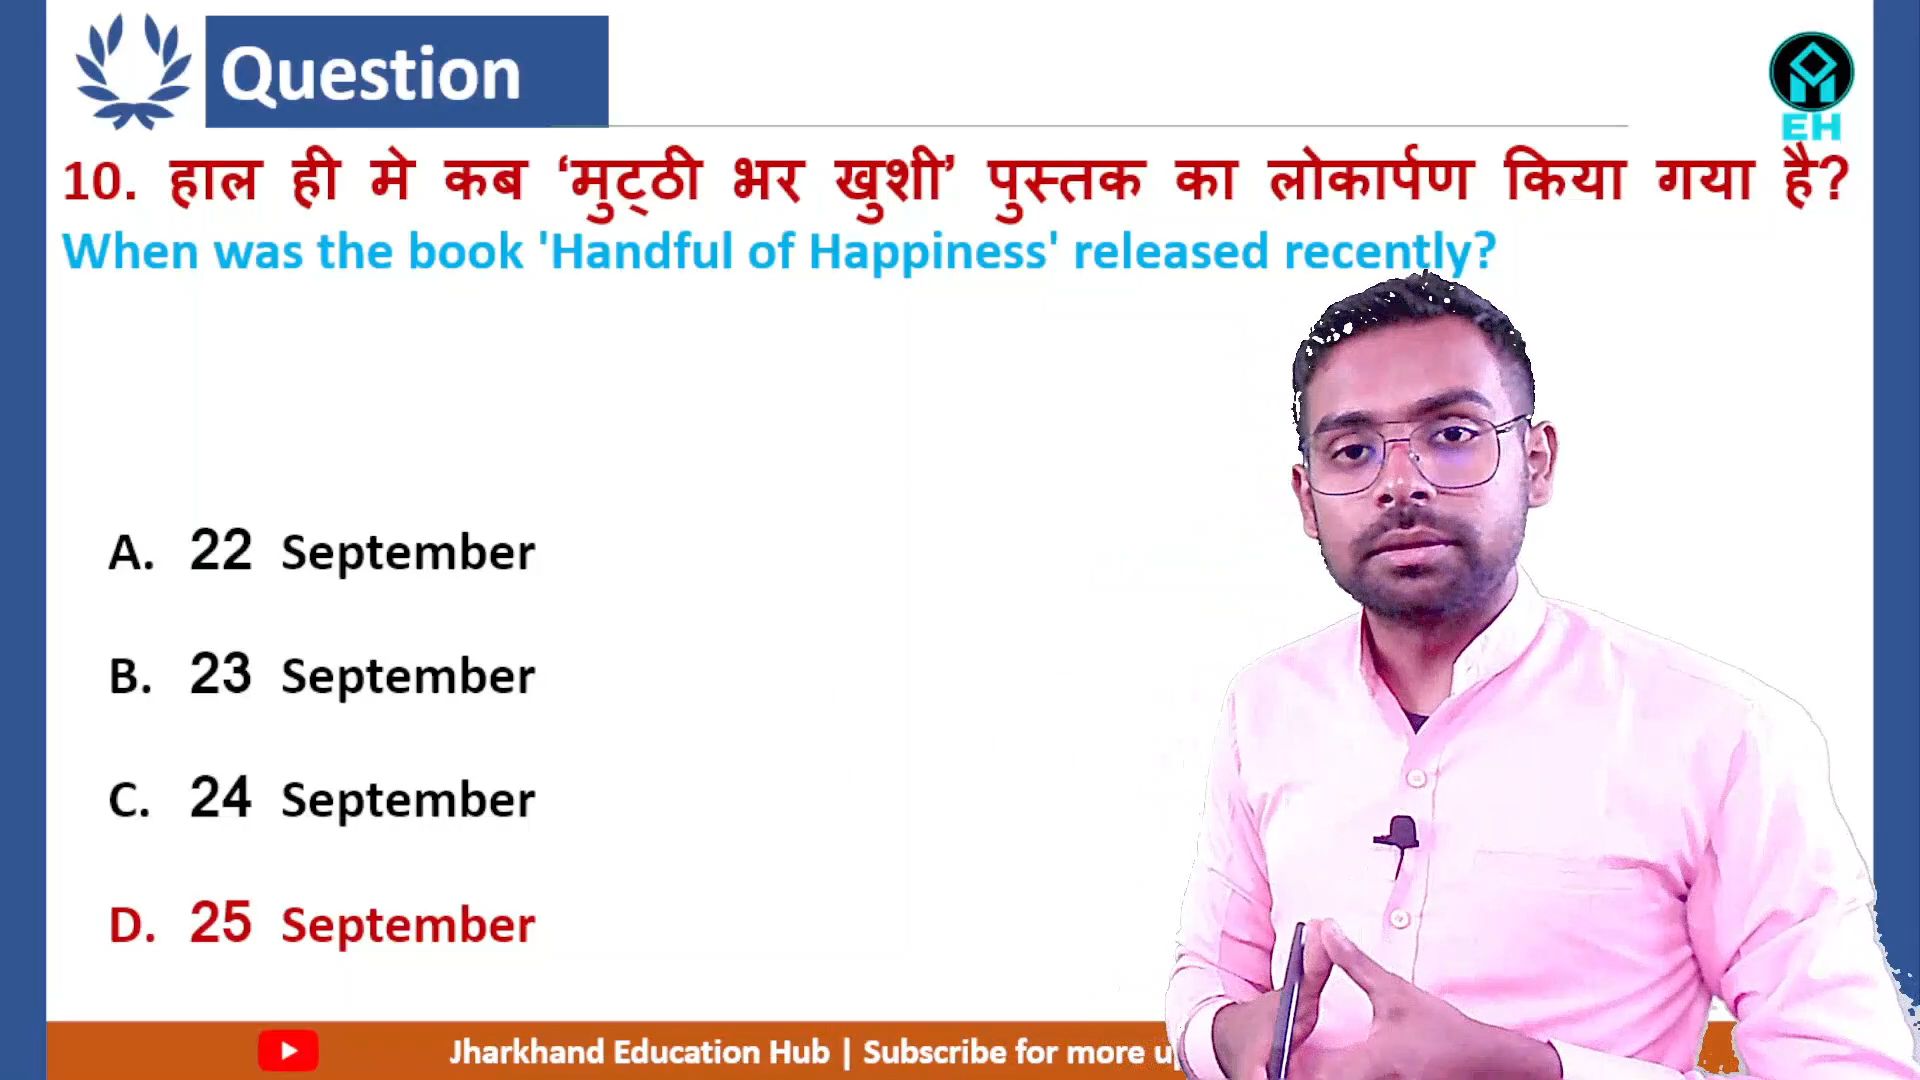 Question
EH
10. हाल ही मे कब ‘मुट्ठी भर खुशी’ पुस्तक का लोकार्पण किया गया है?
When was the book 'Handful of Happiness' released recently?
A. 22 September
B. 23 September
C. 24 September
D. 25 September
Jharkhand Education Hub | Subscribe for more